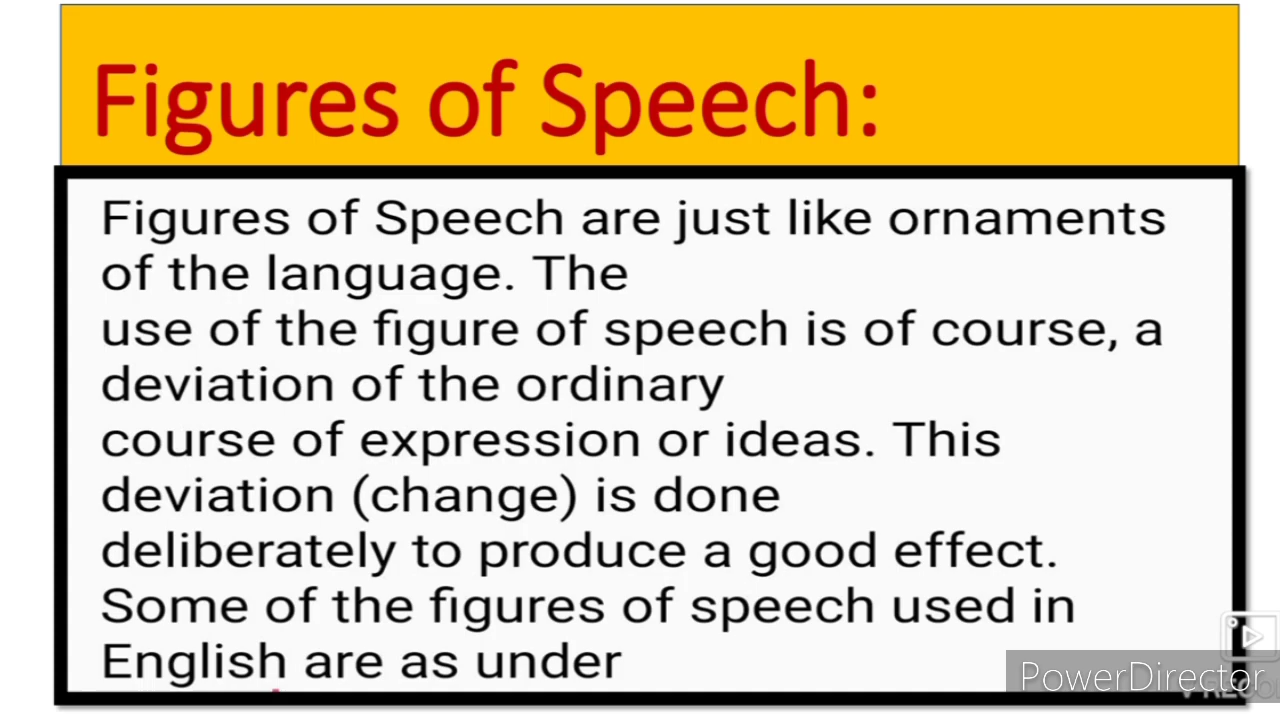 Figures of Speech:
Figures of Speech are just like ornaments
of the language. The
use of the figure of speech is of course, a
deviation of the ordinary
course of expression or ideas. This
deviation (change) is done
deliberately to produce a good effect.
Some of the figures of speech used in
English are as under
PowerDirector